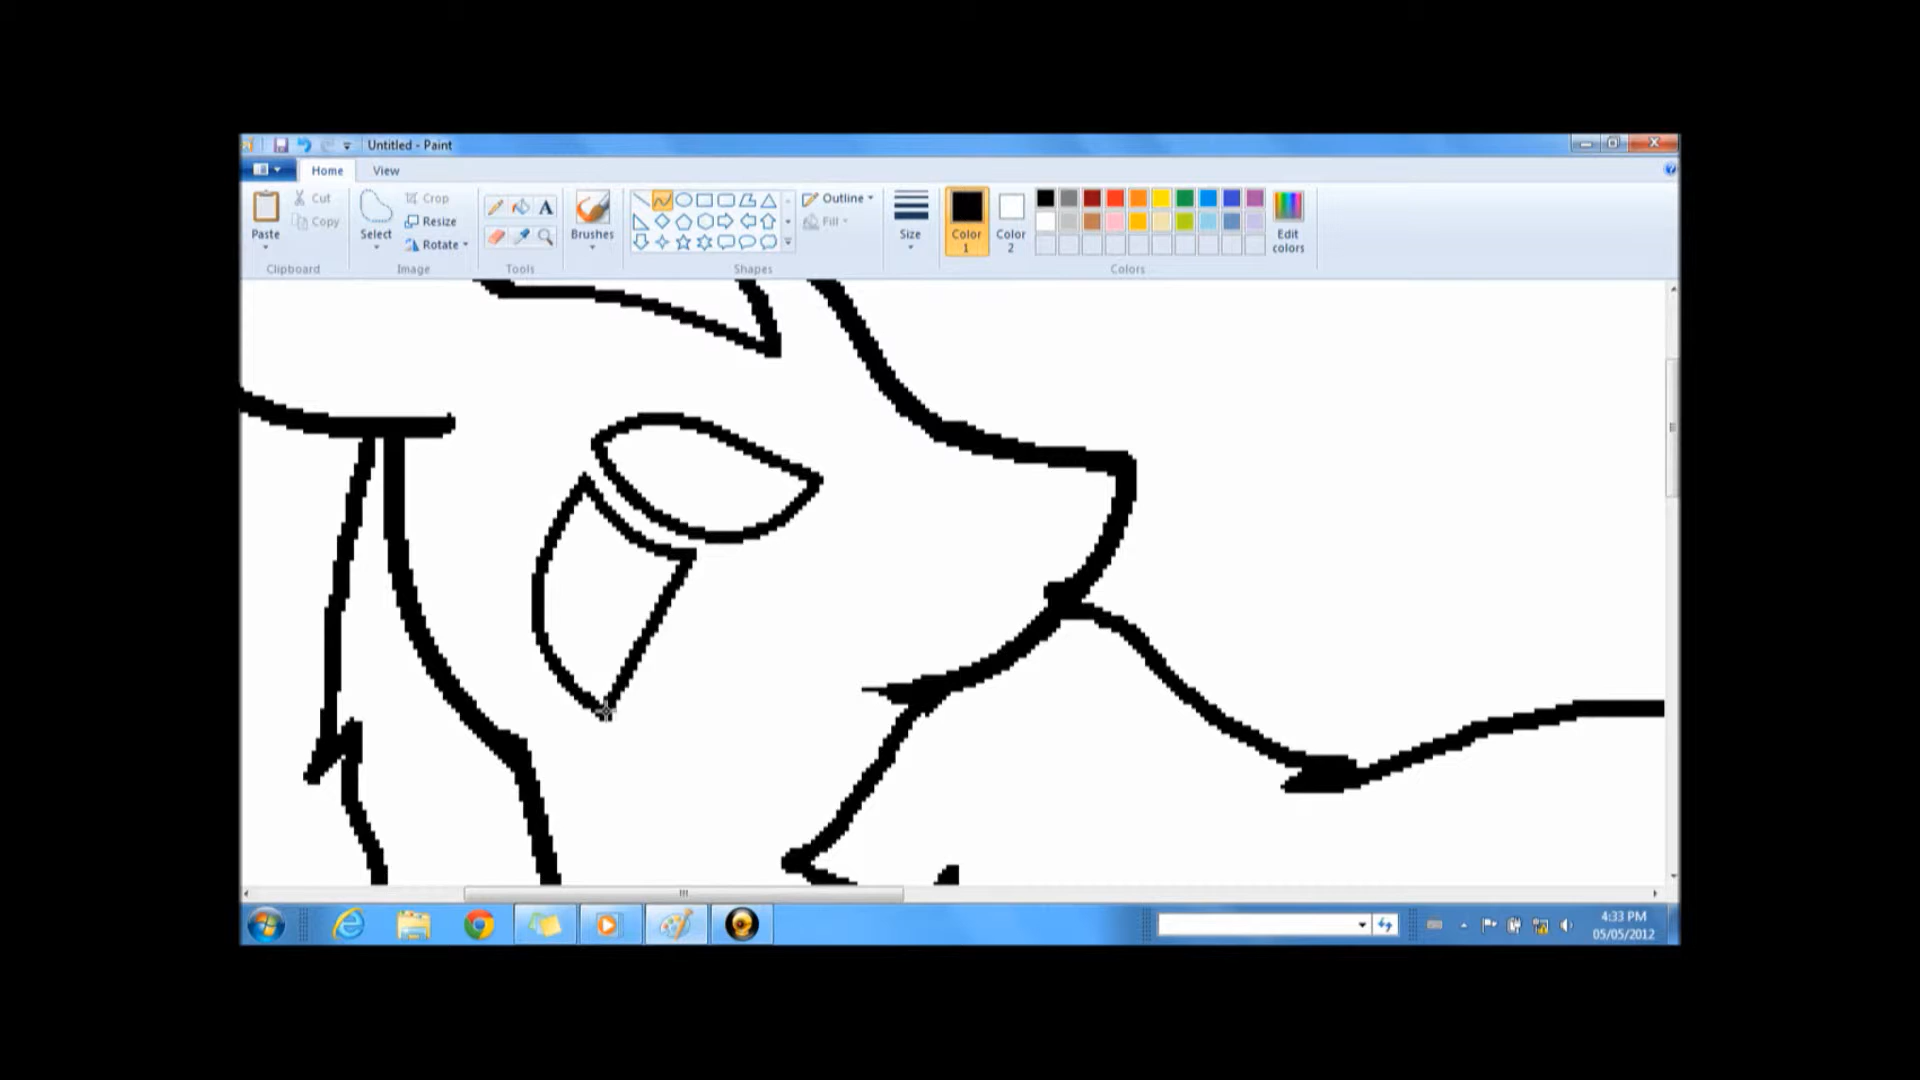 Untitled - Paint
Home View
Paste
Cut
Copy
Clipboard
Select
Crop
Resize
Rotate
Image
A
Tools
Brushes
Shapes
Outline
Fill
Size
Color 1
Color 2
Edit colors
Colors
4:33 PM
05/05/2012